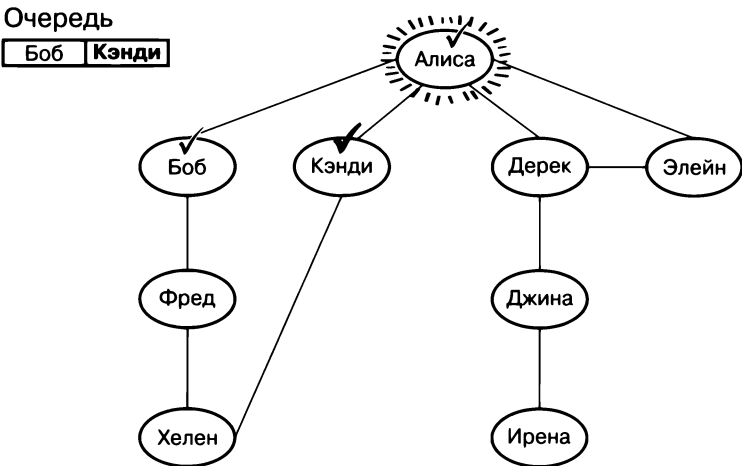 Очередь
Боб Кэнди
Алиса
Боб Кэнди Дерек Элейн
Фред Джина
Хелен Ирена